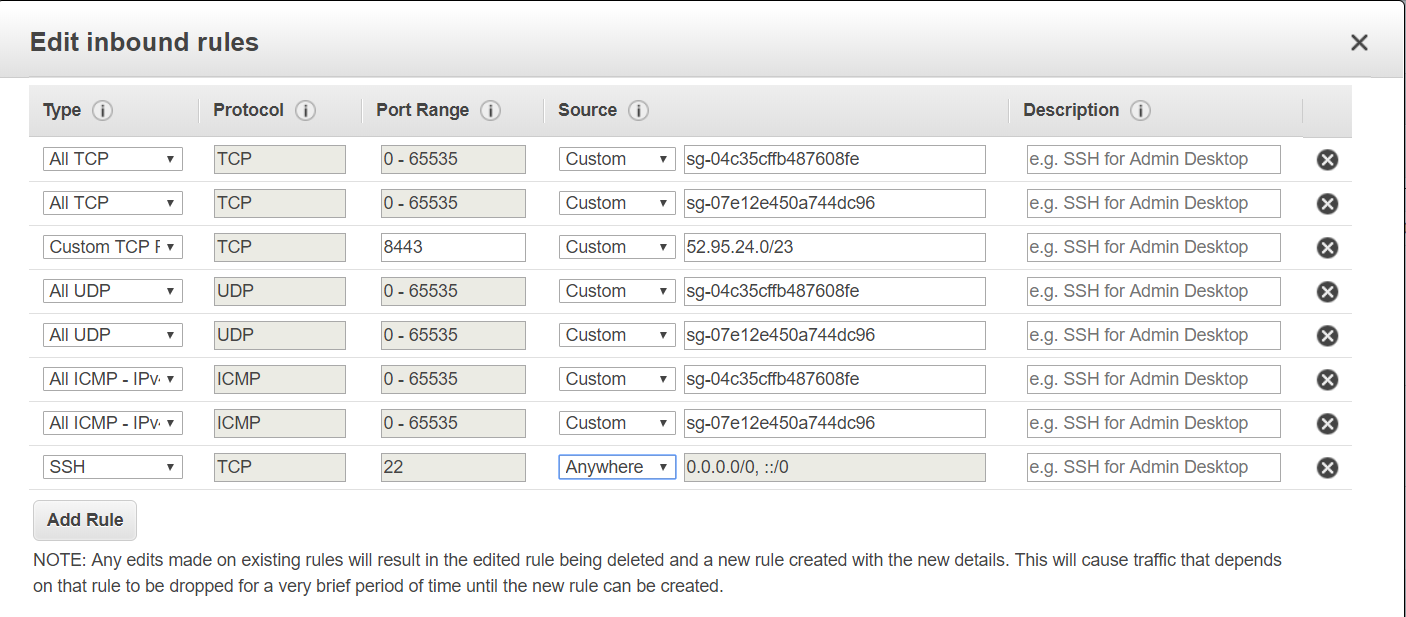 Edit inbound rules
Type Protocol Port Range Source Description
All TCP TCP 0 - 65535 Custom sg-04c35cffb487608fe e.g. SSH for Admin Desktop
All TCP TCP 0 - 65535 Custom sg-07e12e450a744dc96 e.g. SSH for Admin Desktop
Custom TCP F TCP 8443 Custom 52.95.24.0/23 e.g. SSH for Admin Desktop
All UDP UDP 0 - 65535 Custom sg-04c35cffb487608fe e.g. SSH for Admin Desktop
All UDP UDP 0 - 65535 Custom sg-07e12e450a744dc96 e.g. SSH for Admin Desktop
All ICMP - IPv4 ICMP 0 - 65535 Custom sg-04c35cffb487608fe e.g. SSH for Admin Desktop
All ICMP - IPv4 ICMP 0 - 65535 Custom sg-07e12e450a744dc96 e.g. SSH for Admin Desktop
SSH TCP 22 Anywhere 0.0.0.0/0, ::/0 e.g. SSH for Admin Desktop
Add Rule
NOTE: Any edits made on existing rules will result in the edited rule being deleted and a new rule created with the new details. This will cause traffic that depends
on that rule to be dropped for a very brief period of time until the new rule can be created.